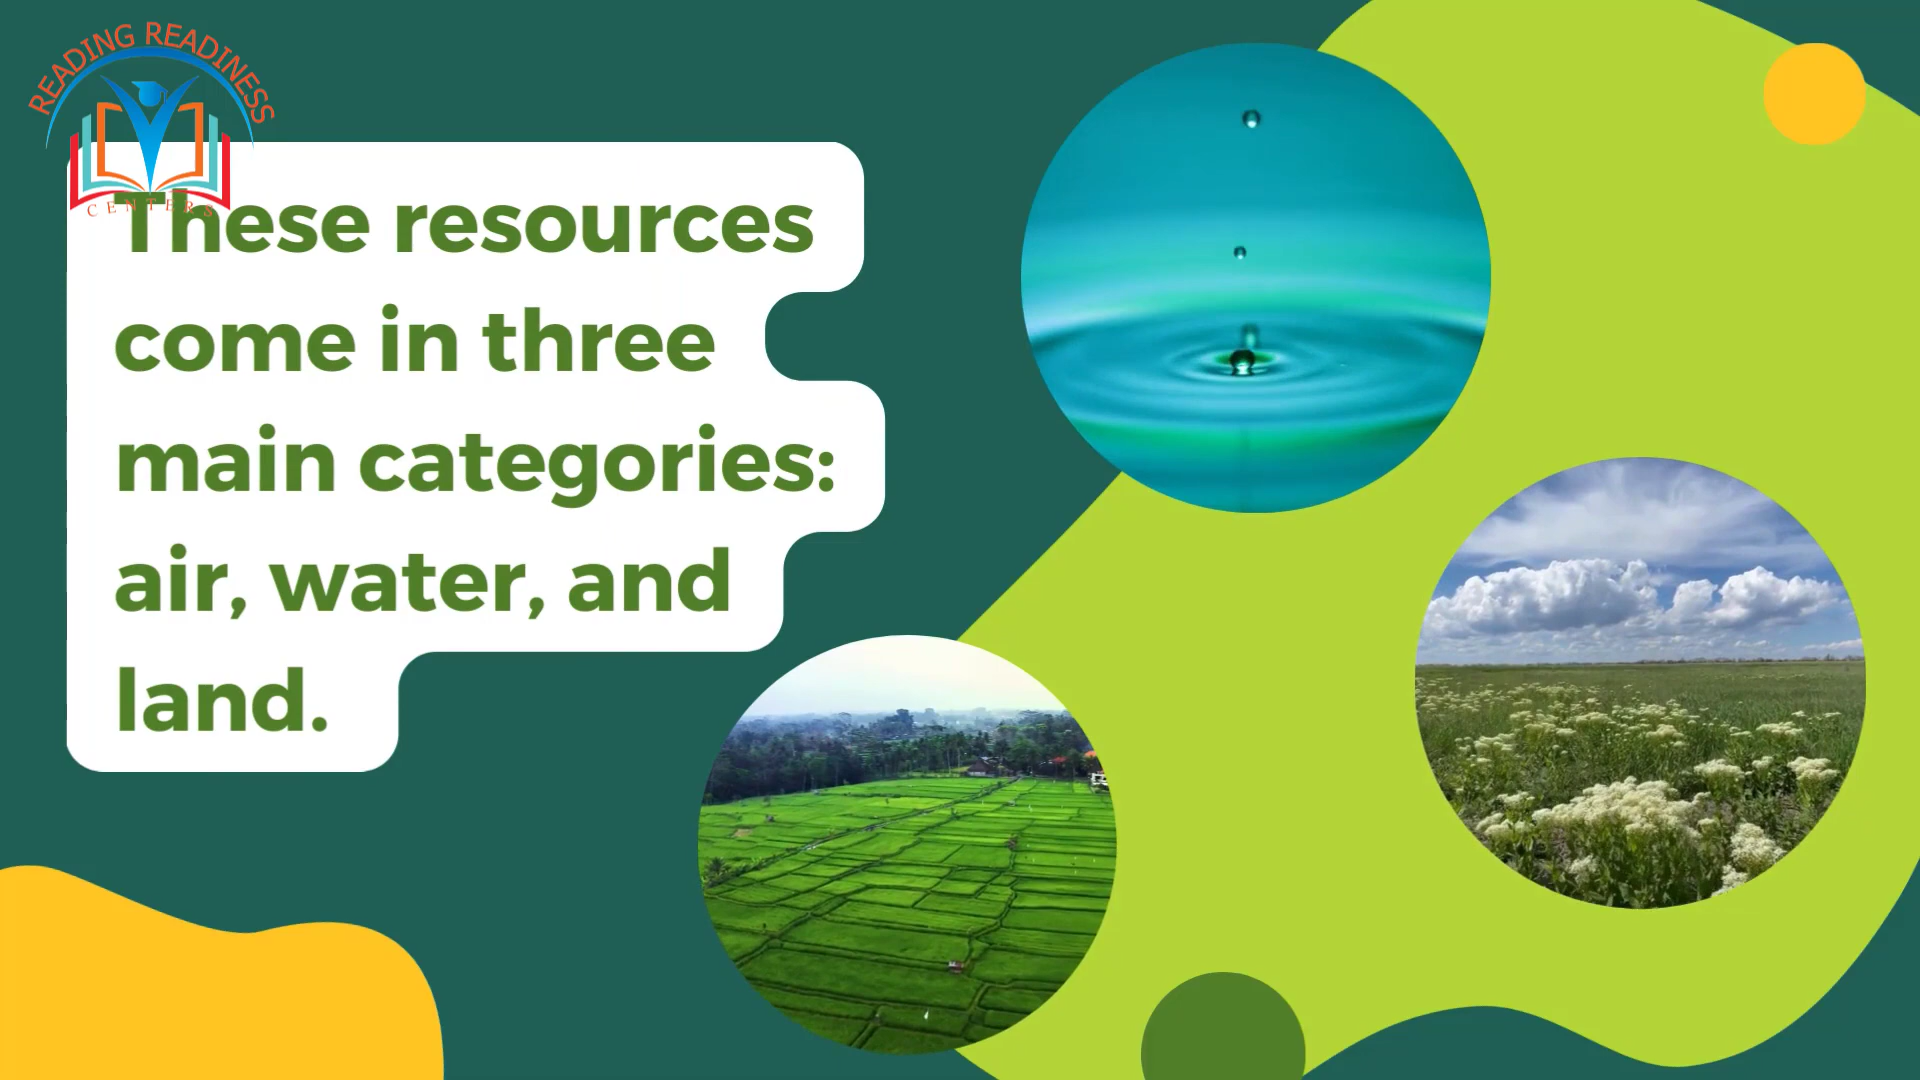 READING READINESS
CENTERS
These resources
come in three
main categories:
air, water, and
land.